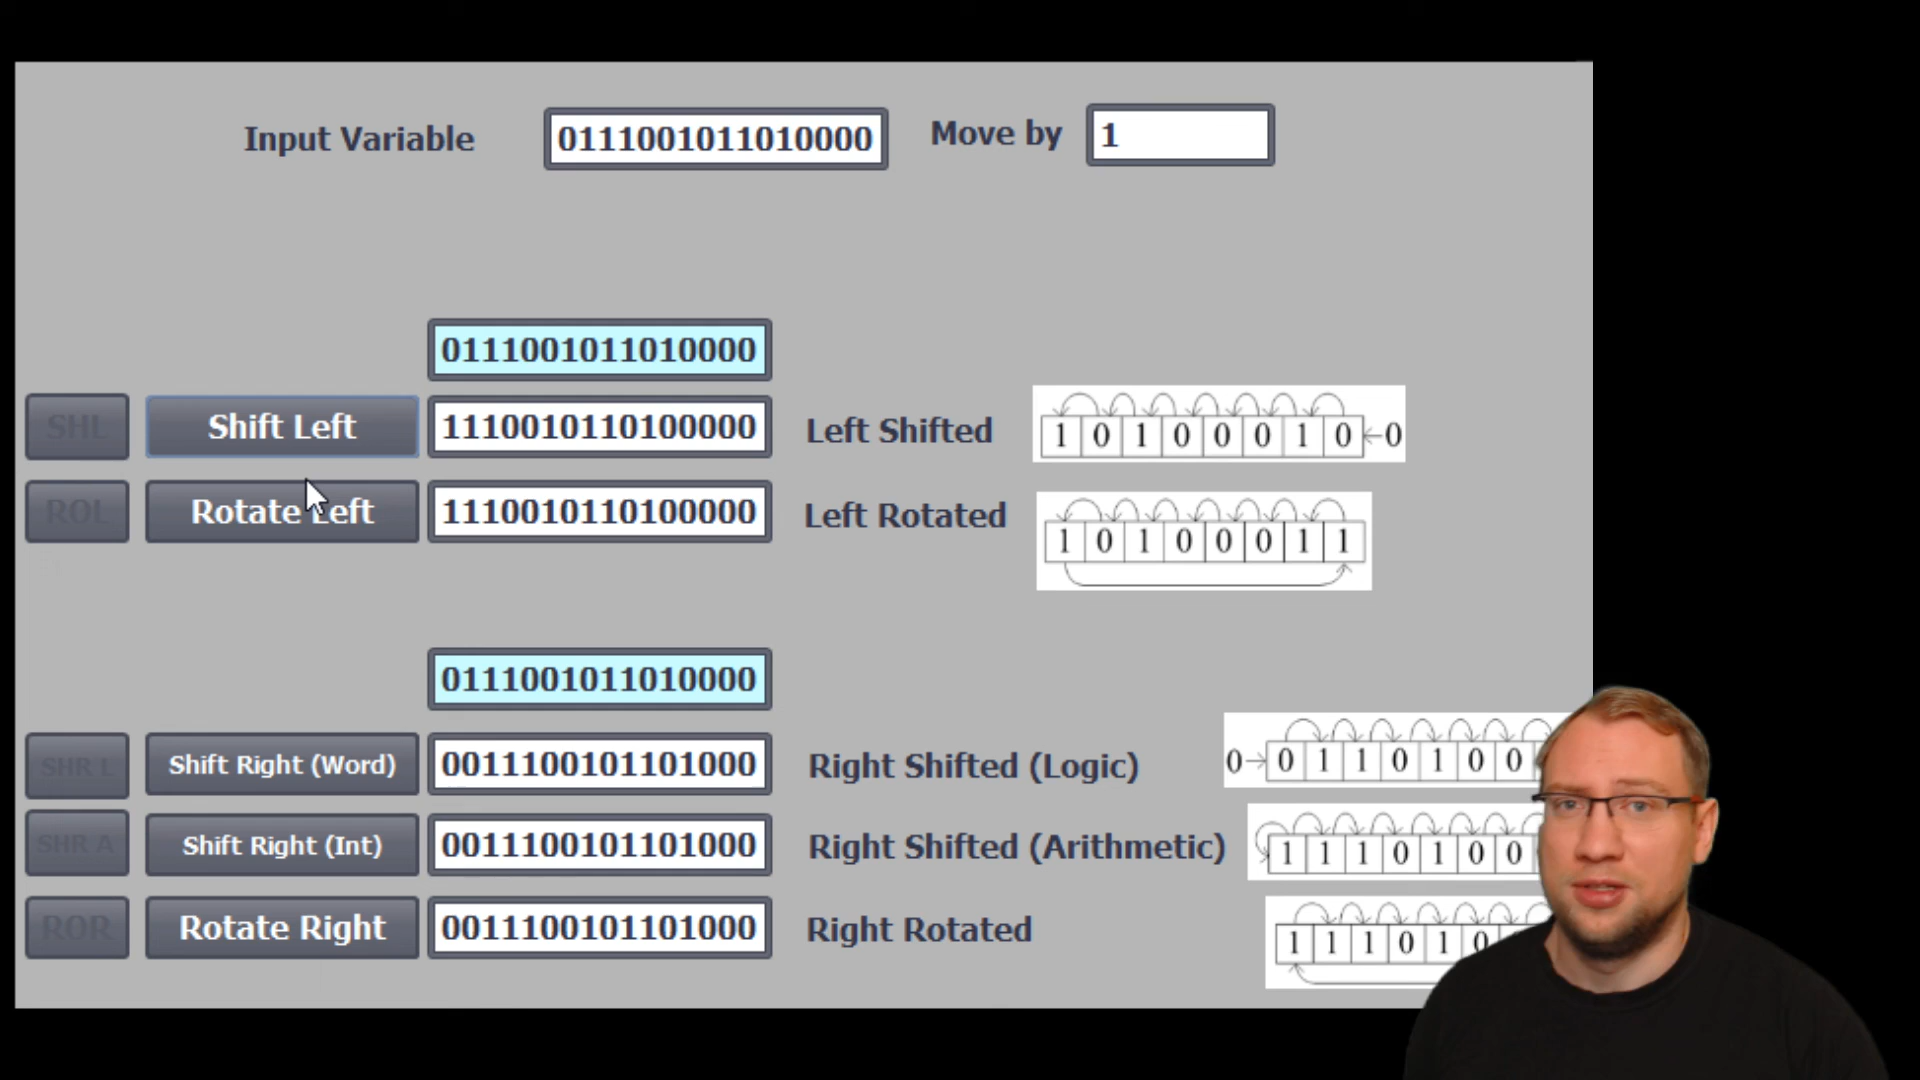 Input Variable 0111001011010000 Move by 1
0111001011010000
SHL Shift Left 1110010110100000 Left Shifted 1 0 1 0 0 0 1 0 0
ROL Rotate Left 1110010110100000 Left Rotated 1 0 1 0 0 0 1 1
0111001011010000
SHR L Shift Right (Word) 0011100101101000 Right Shifted (Logic) 0 0 1 1 0 1 0 0
SHR A Shift Right (Int) 0011100101101000 Right Shifted (Arithmetic) 1 1 1 0 1 0 0
ROR Rotate Right 0011100101101000 Right Rotated 1 1 1 0 1 0